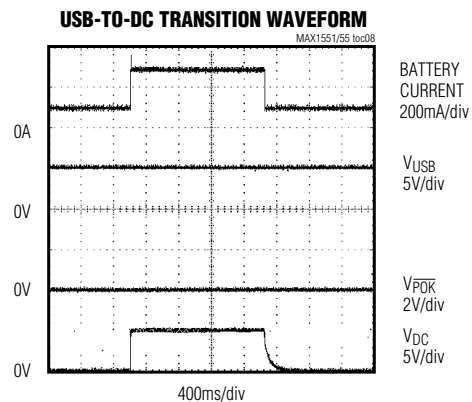 USB-TO-DC TRANSITION WAVEFORM
MAX1551/55 toc08
BATTERY
CURRENT
200mA/div
0A
VUSB
5V/div
0V
0V
VPOK
2V/div
VDC
5V/div
0V
400ms/div